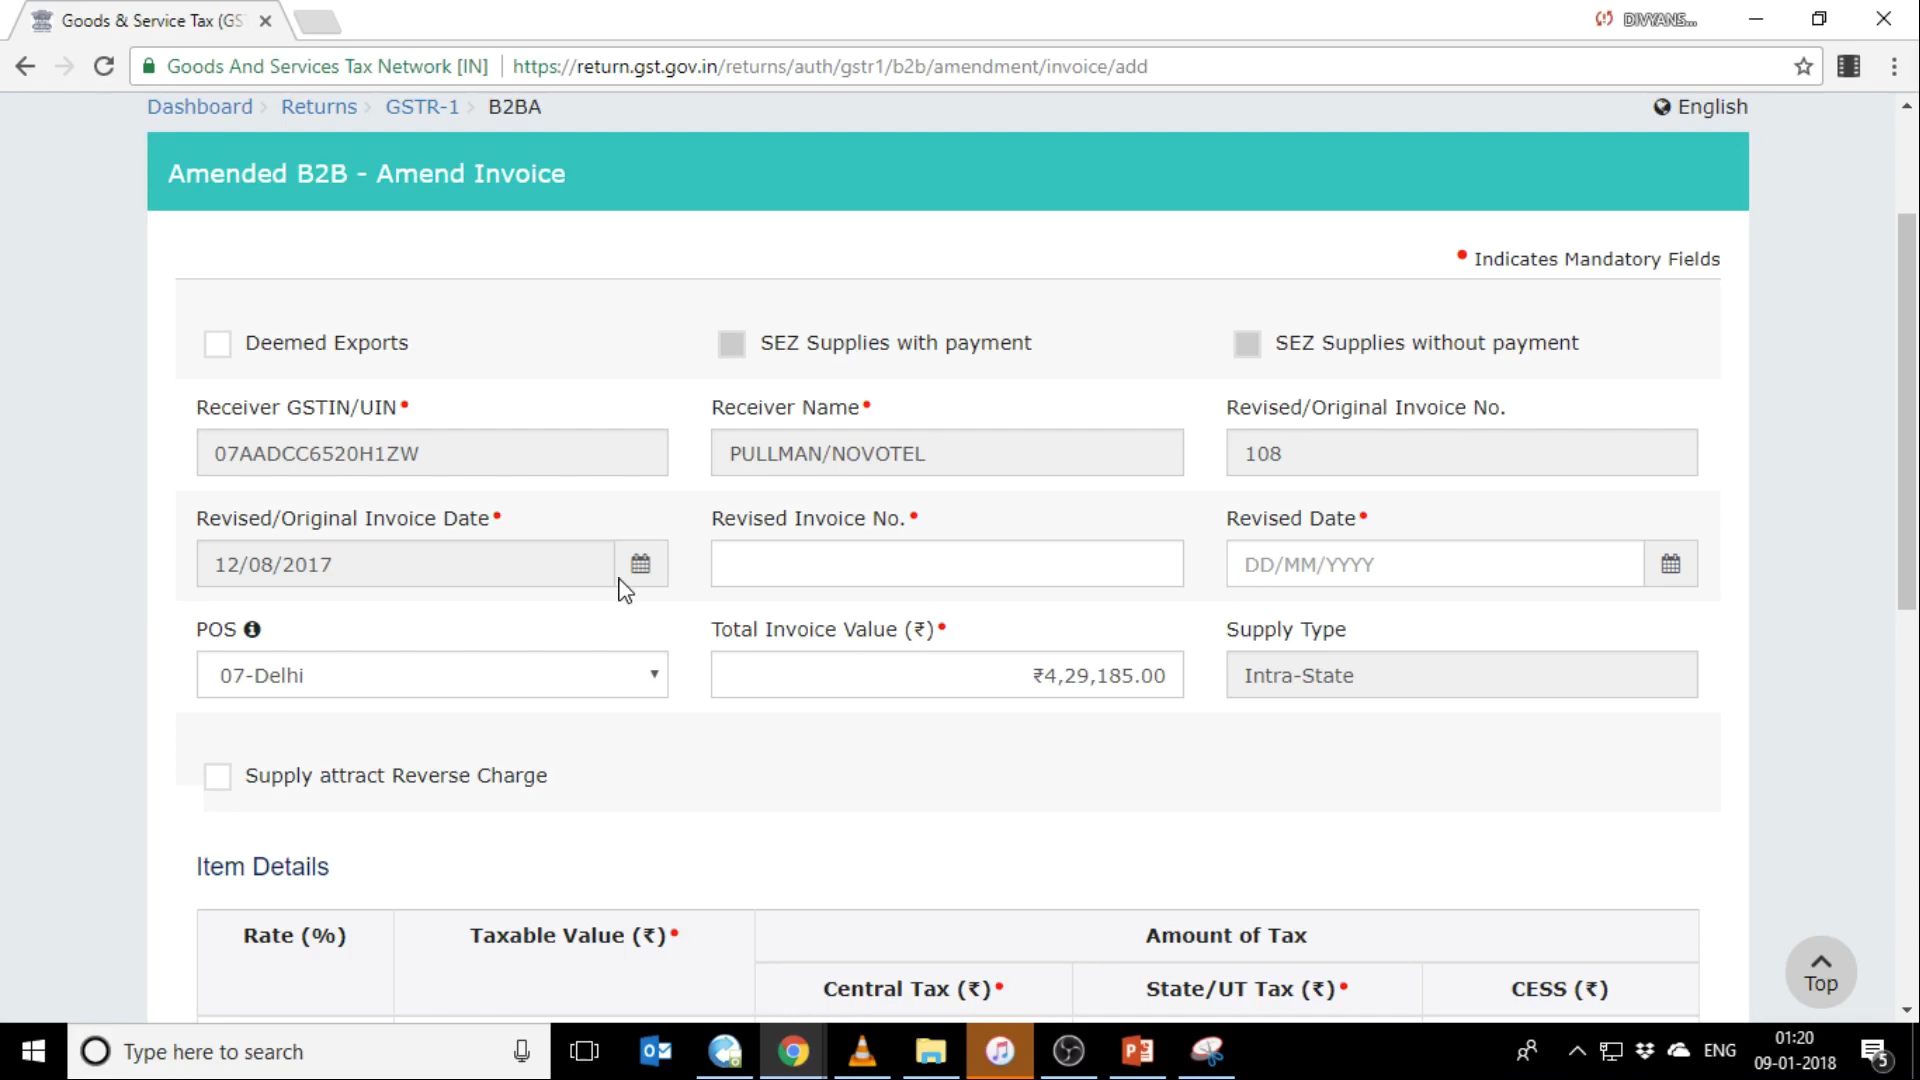 Goods & Service Tax (GS
DIVYANS...
Goods And Services Tax Network [IN]
https://return.gst.gov.in/returns/auth/gstr1/b2b/amendment/invoice/add
Dashboard > Returns > GSTR-1 > B2BA
English
Amended B2B - Amend Invoice
• Indicates Mandatory Fields
Deemed Exports
SEZ Supplies with payment
SEZ Supplies without payment
Receiver GSTIN/UIN•
Receiver Name•
Revised/Original Invoice No.
07AADCC6520H1ZW
PULLMAN/NOVOTEL
108
Revised/Original Invoice Date•
Revised Invoice No.•
Revised Date•
12/08/2017
DD/MM/YYYY
POS
Total Invoice Value (₹)•
Supply Type
07-Delhi
₹4,29,185.00
Intra-State
Supply attract Reverse Charge
Item Details
Rate (%)
Taxable Value (₹)•
Amount of Tax
Central Tax (₹)•
State/UT Tax (₹)•
CESS (₹)
Top
Type here to search
ENG
01:20
09-01-2018
5